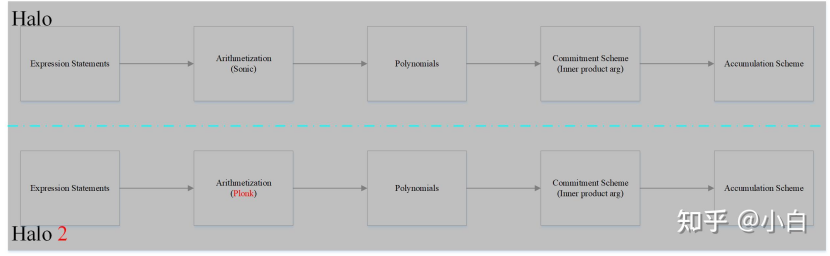 Halo
Expression Statements
Arithmetization
(Sonic)
Polynomials
Commitment Scheme
(Inner product arg)
Accumulation Scheme
Expression Statements
Arithmetization
(Plonk)
Polynomials
Commitment Scheme
(Inner product arg)
Accumulation Scheme
Halo 2
知乎 @小白